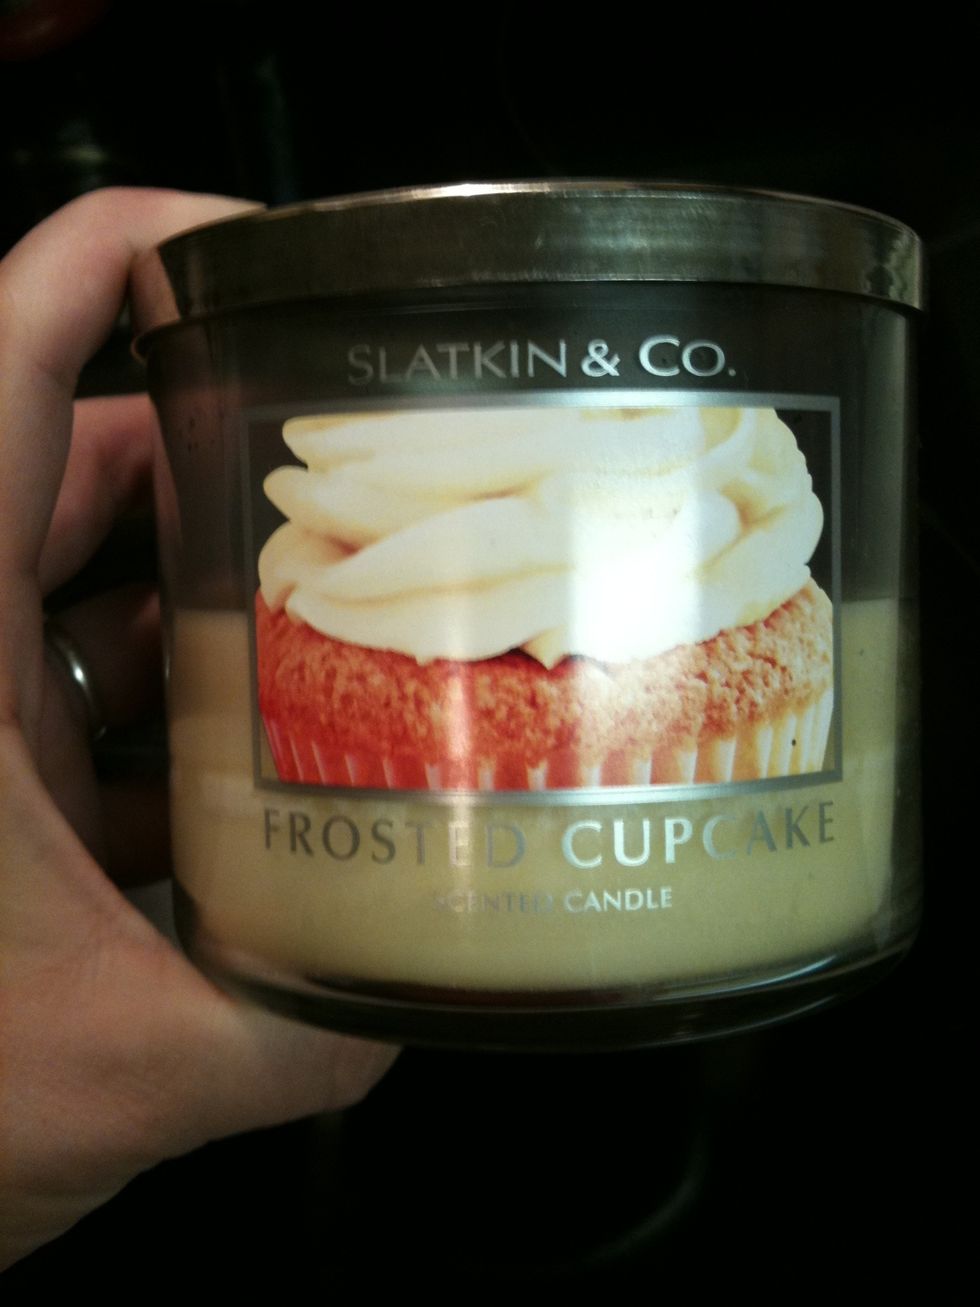 SLATKIN & CO.
FROSTED CUPCAKE
SCENTED CANDLE